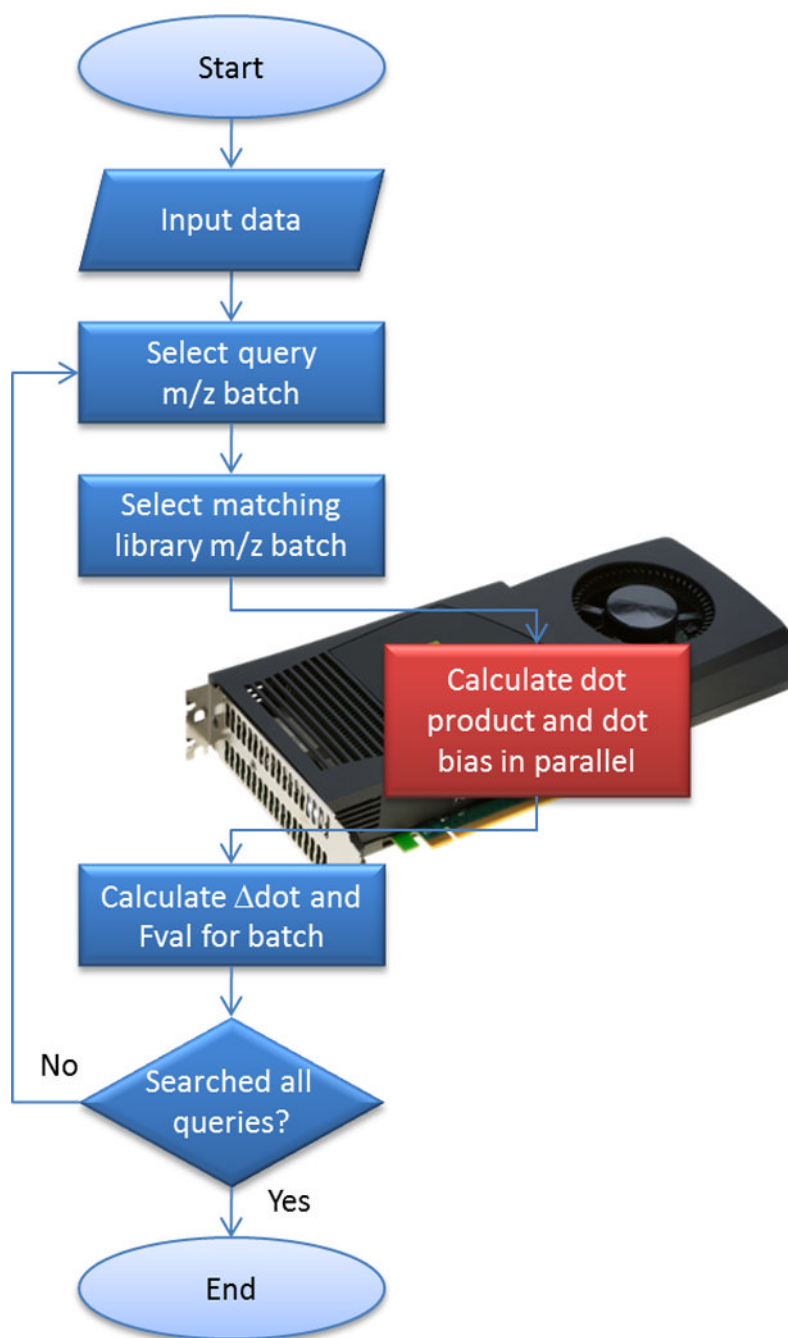 Start
Input data
Select query
m/z batch
Select matching
library m/z batch
Calculate dot
product and dot
bias in parallel
Calculate Δdot and
Fval for batch
No
Searched all
queries?
Yes
End